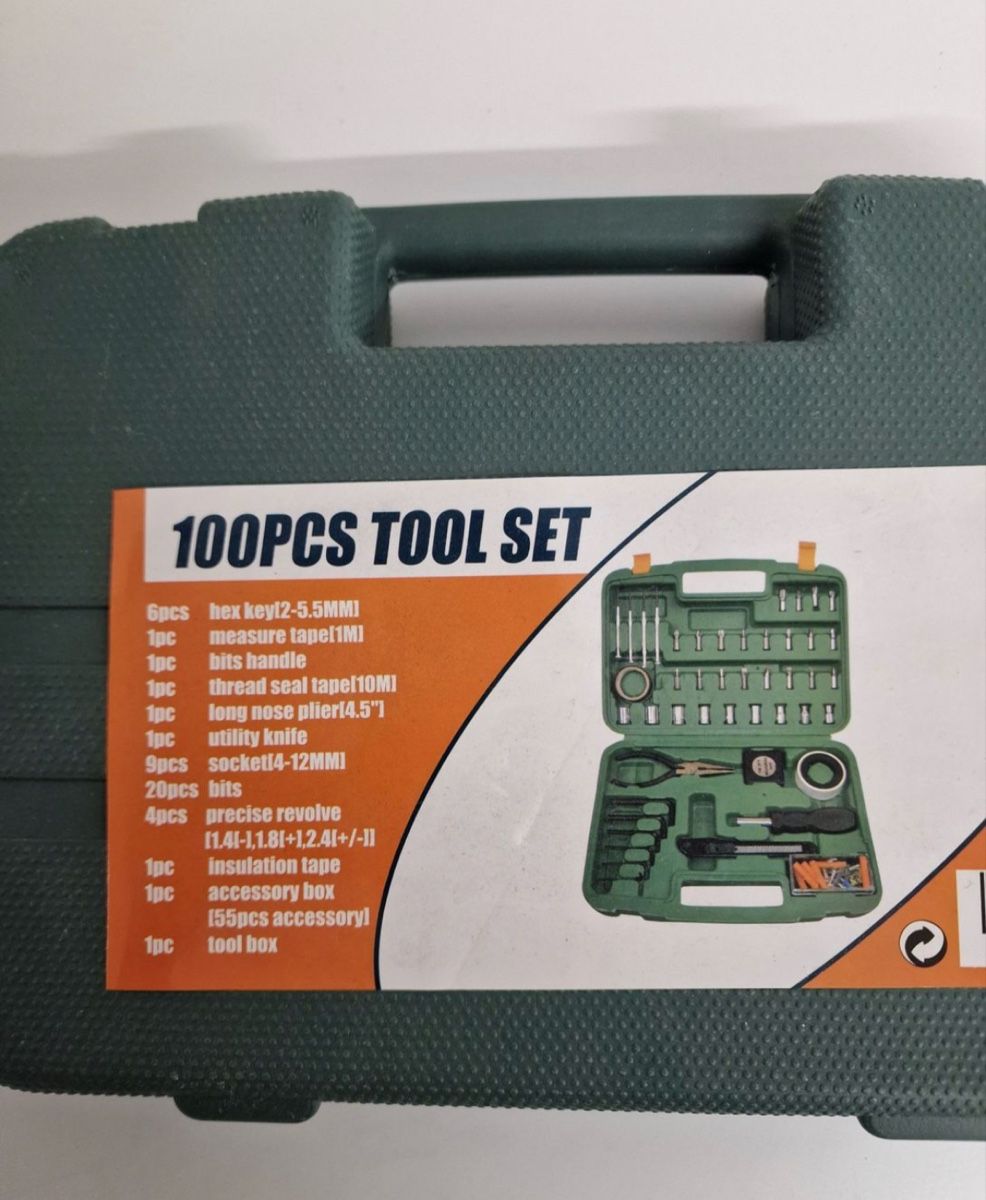 100PCS TOOL SET
6pcs hex key[2-5.5MM]
1pc measure tape[1M]
1pc bits handle
1pc thread seal tape[10M]
1pc long nose plier[4.5"]
1pc utility knife
9pcs socket[4-12MM]
20pcs bits
4pcs precise revolve
[1.4[-],1.8[+],2.4[+/-]]
1pc insulation tape
1pc accessory box
[55pcs accessory]
1pc tool box